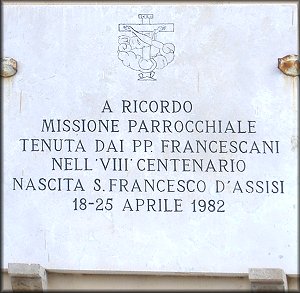 A RICORDO
MISSIONE PARROCCHIALE
TENUTA DAI PP. FRANCESCANI
NELL'VIII° CENTENARIO
NASCITA S. FRANCESCO D'ASSISI
18-25 APRILE 1982